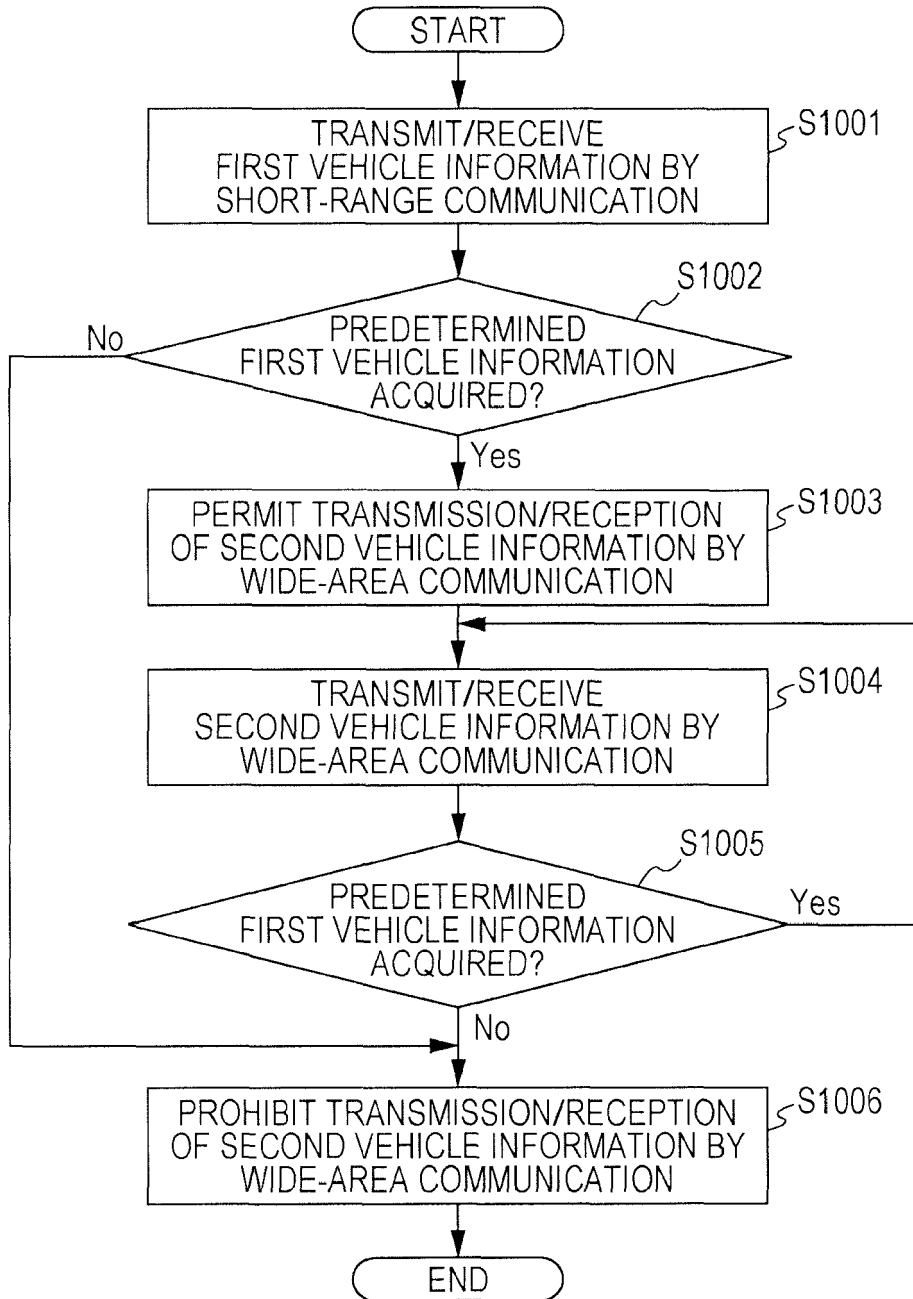 START
TRANSMIT/RECEIVE
FIRST VEHICLE INFORMATION BY
SHORT-RANGE COMMUNICATION
S1001
S1002
PREDETERMINED
FIRST VEHICLE INFORMATION
ACQUIRED?
No
Yes
PERMIT TRANSMISSION/RECEPTION
OF SECOND VEHICLE INFORMATION BY
WIDE-AREA COMMUNICATION
S1003
TRANSMIT/RECEIVE
SECOND VEHICLE INFORMATION BY
WIDE-AREA COMMUNICATION
S1004
S1005
PREDETERMINED
FIRST VEHICLE INFORMATION
ACQUIRED?
Yes
No
PROHIBIT TRANSMISSION/RECEPTION
OF SECOND VEHICLE INFORMATION BY
WIDE-AREA COMMUNICATION
S1006
END